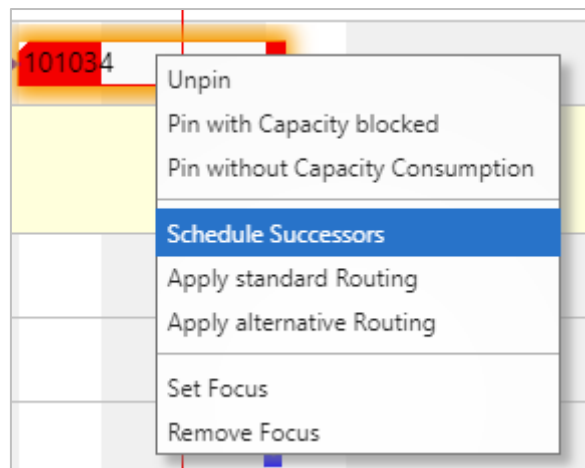 101034
Unpin
Pin with Capacity blocked
Pin without Capacity Consumption
Schedule Successors
Apply standard Routing
Apply alternative Routing
Set Focus
Remove Focus